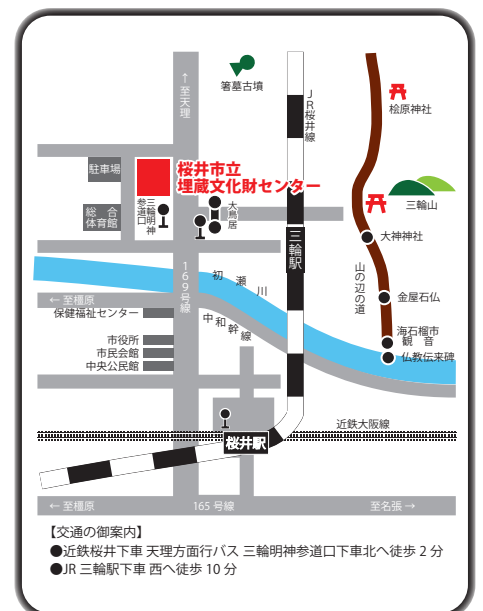 ↑至天理
箸墓古墳
JR桜井線
桧原神社
駐車場
桜井市立
埋蔵文化財センター
三輪山
総 合
体育館
三輪明神
参道口
大鳥居
三輪駅
大神神社
山の辺の道
169号線
初瀬川
金屋石仏
← 至橿原
保健福祉センター
中和幹線
海石榴市
観 音
仏教伝来碑
市役所
市民会館
中央公民館
近鉄大阪線
桜井駅
← 至橿原
165 号線
至名張 →
【交通の御案内】
●近鉄桜井下車 天理方面行バス 三輪明神参道口下車北へ徒歩 2 分
●JR 三輪駅下車 西へ徒歩 10 分